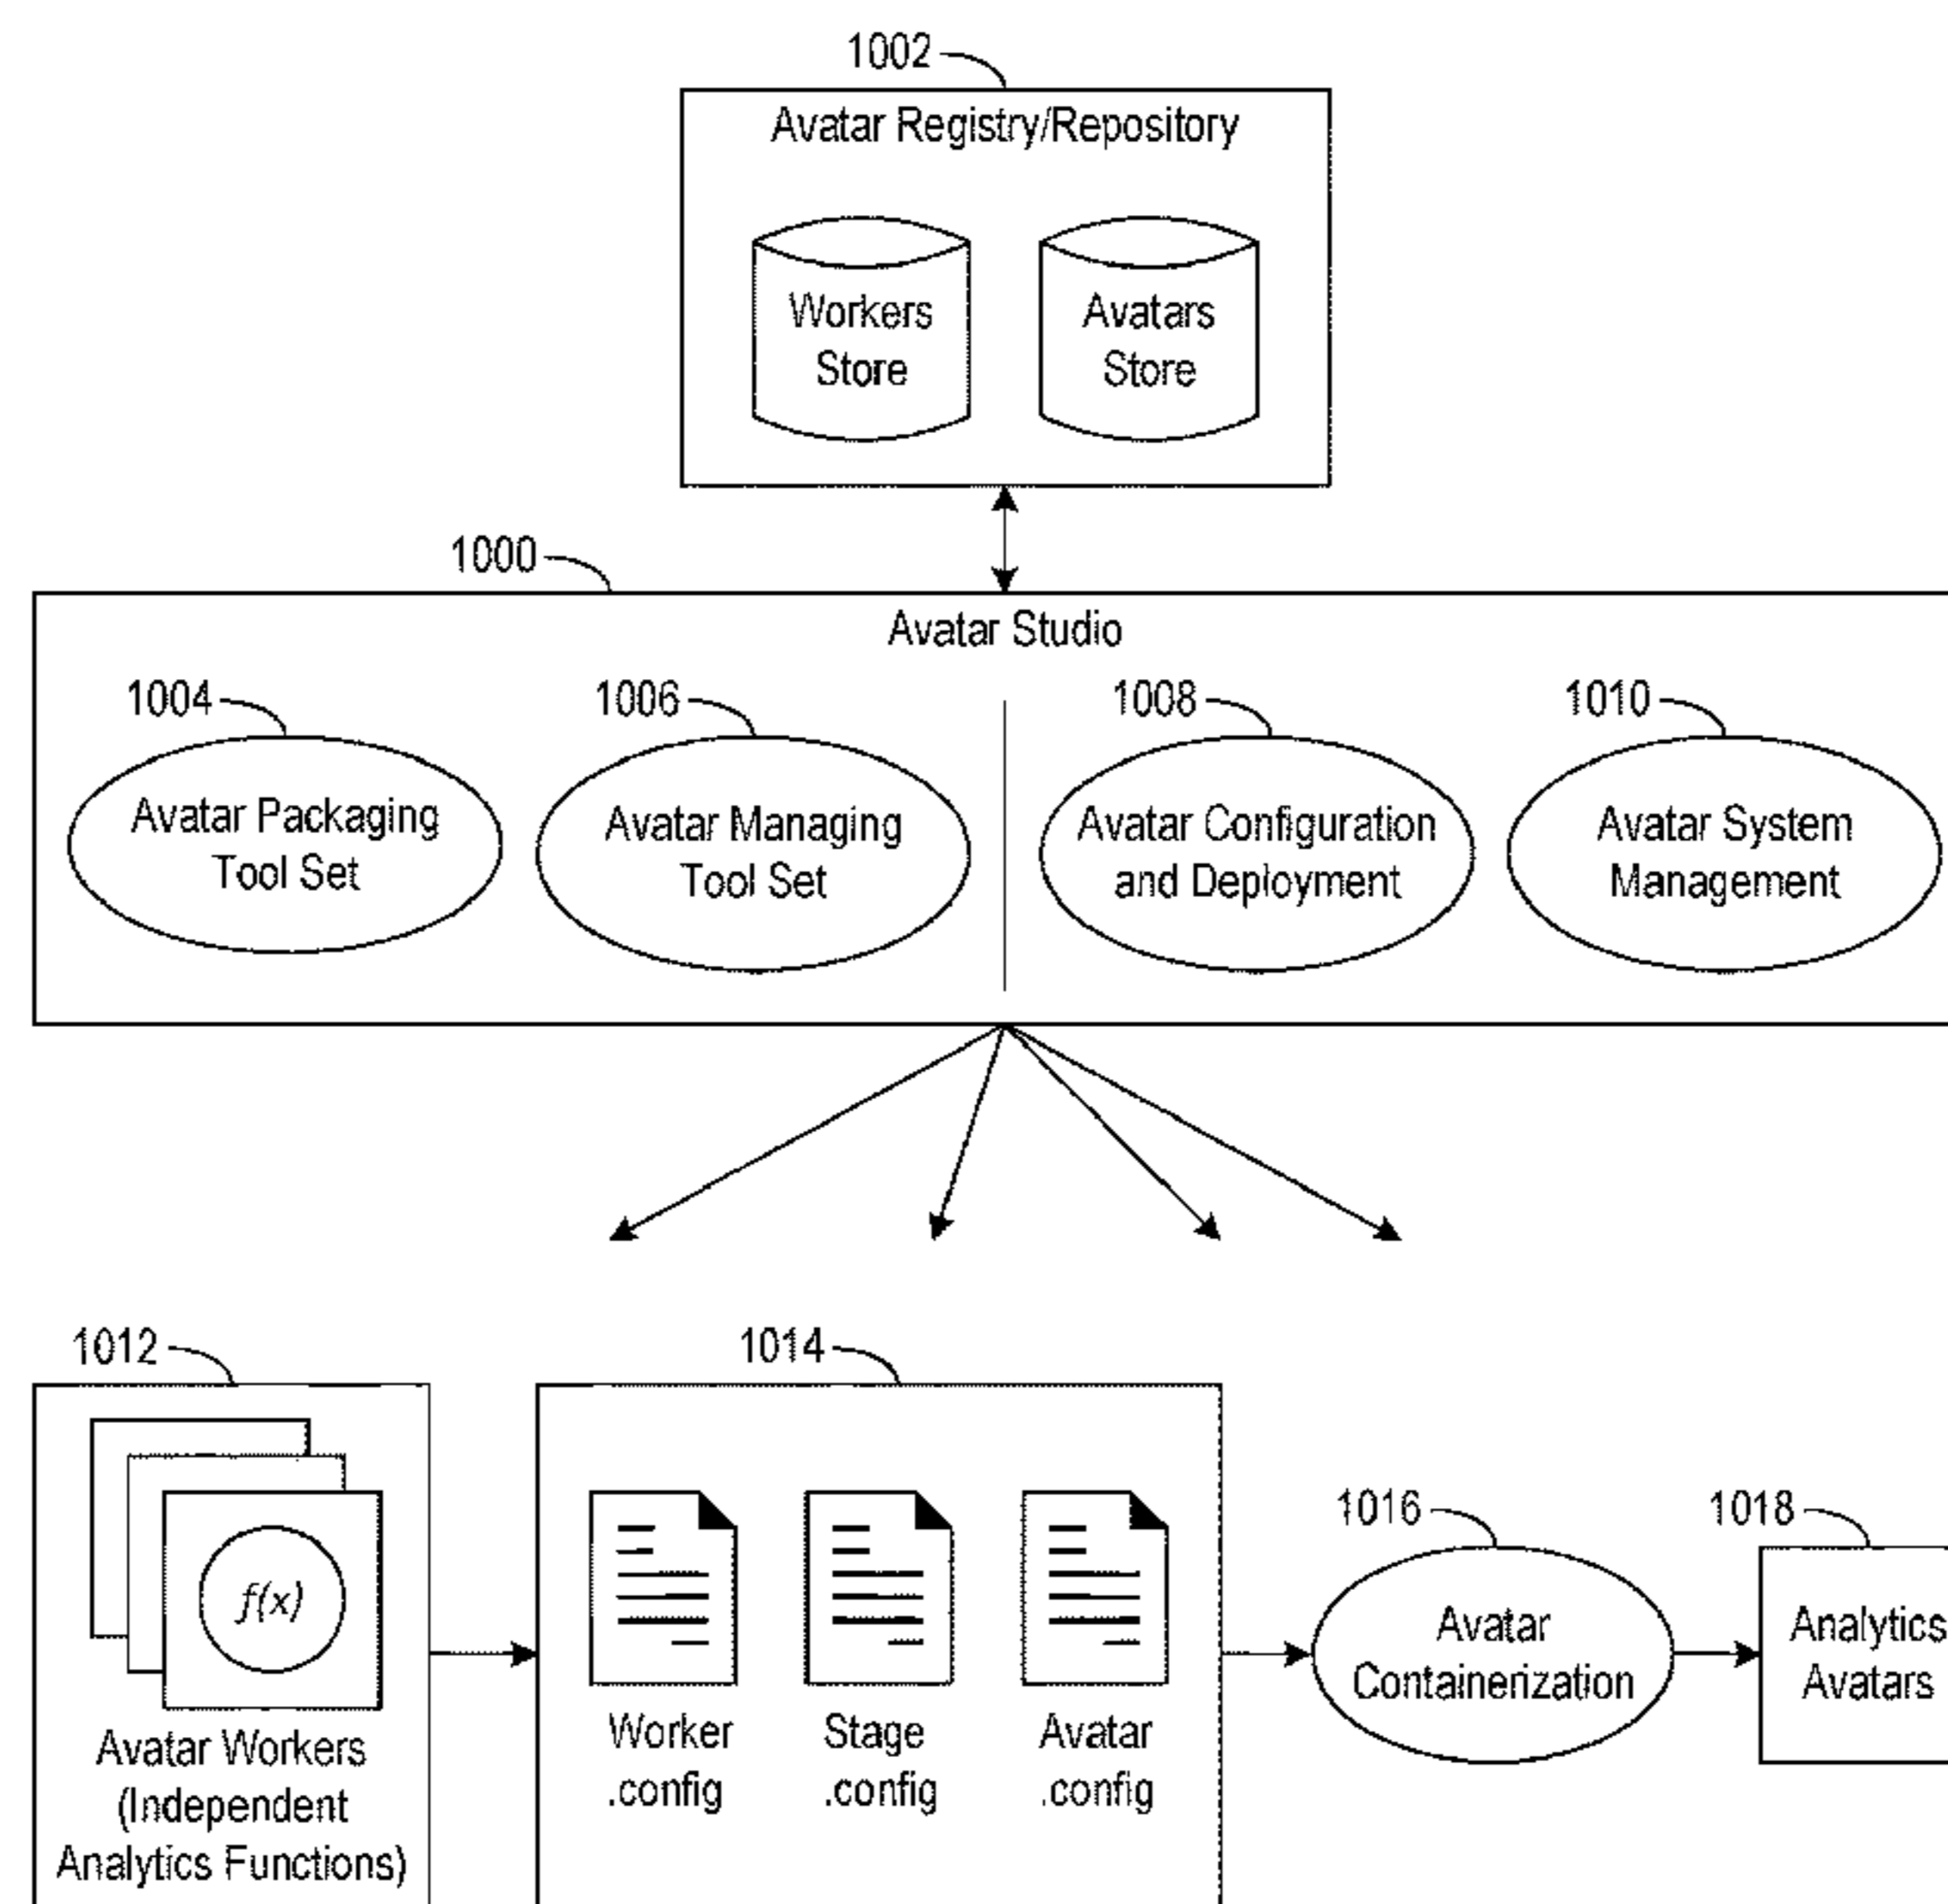 1002
Avatar Registry/Repository
Workers
Store
Avatars
Store
1000
Avatar Studio
1004
1006
1008
1010
Avatar Packaging
Tool Set
Avatar Managing
Tool Set
Avatar Configuration
and Deployment
Avatar System
Management
1012
1014
1016
1018
f(x)
Avatar Workers
(Independent
Analytics Functions)
Worker
.config
Stage
.config
Avatar
.config
Avatar
Containerization
Analytics
Avatars